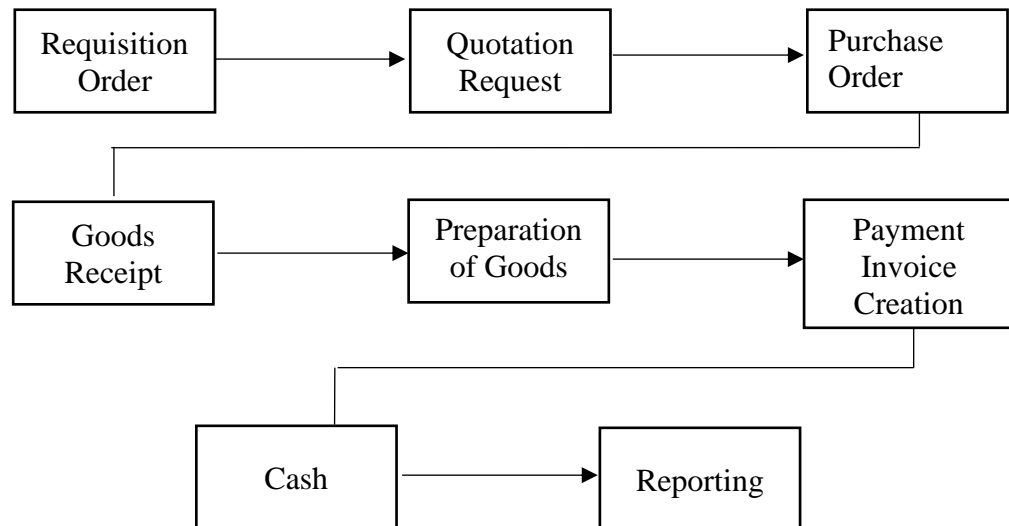 Requisition
Order
Quotation
Request
Purchase
Order
Goods
Receipt
Preparation
of Goods
Payment
Invoice
Creation
Cash
Reporting